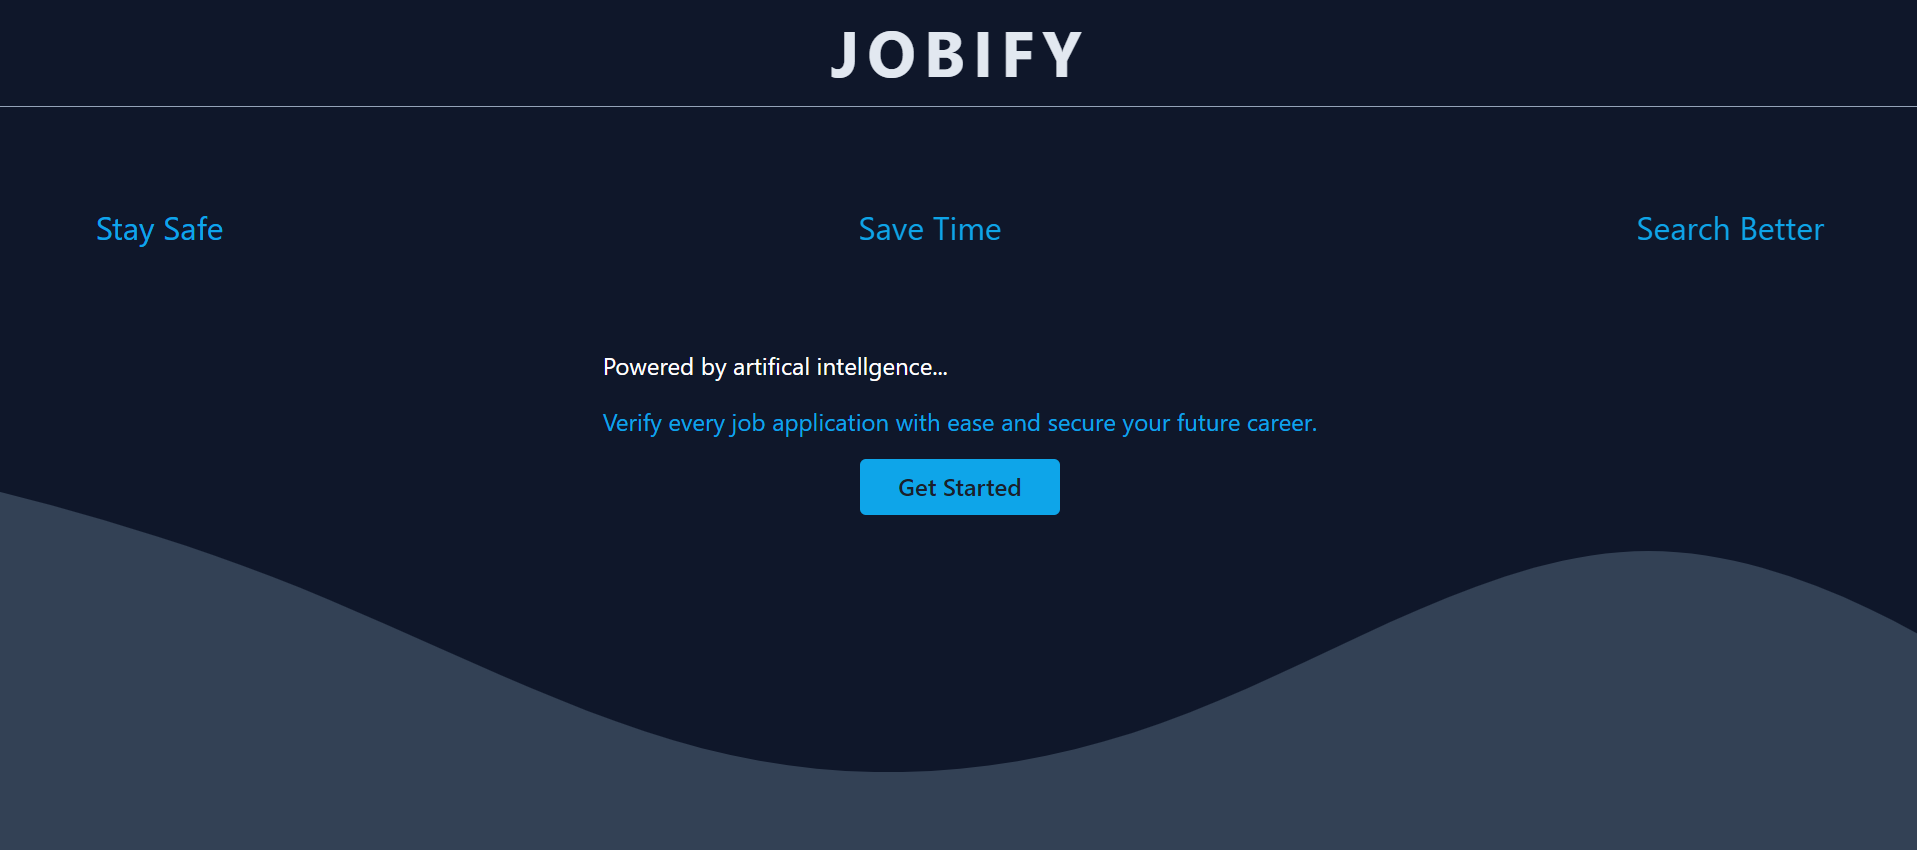 JOBIFY
Stay Safe
Save Time
Search Better
Powered by artifical intellgence...
Verify every job application with ease and secure your future career.
Get Started